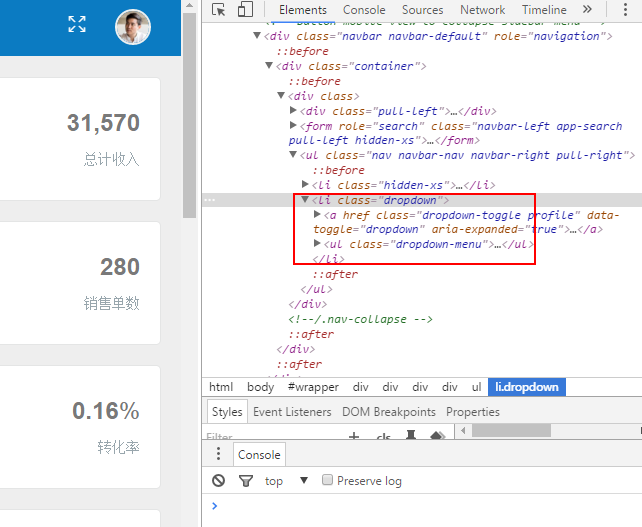 31,570
总计收入
280
销售单数
0.16%
转化率
Elements Console Sources Network Timeline »
<div class="navbar navbar-default" role="navigation">
::before
<div class="container">
::before
<div class>
<div class="pull-left">…</div>
<form role="search" class="navbar-left app-search
pull-left hidden-xs">…</form>
<ul class="nav navbar-nav navbar-right pull-right">
::before
<li class="hidden-xs">…</li>
<li class="dropdown">
<a href class="dropdown-toggle profile" data-
toggle="dropdown" aria-expanded="true">…</a>
<ul class="dropdown-menu">…</ul>
</li>
::after
</ul>
</div>
<!--/.nav-collapse -->
::after
</div>
::after
html body #wrapper div div div ul li.dropdown
Styles Event Listeners DOM Breakpoints Properties
Filter + .cls
Console
top Preserve log